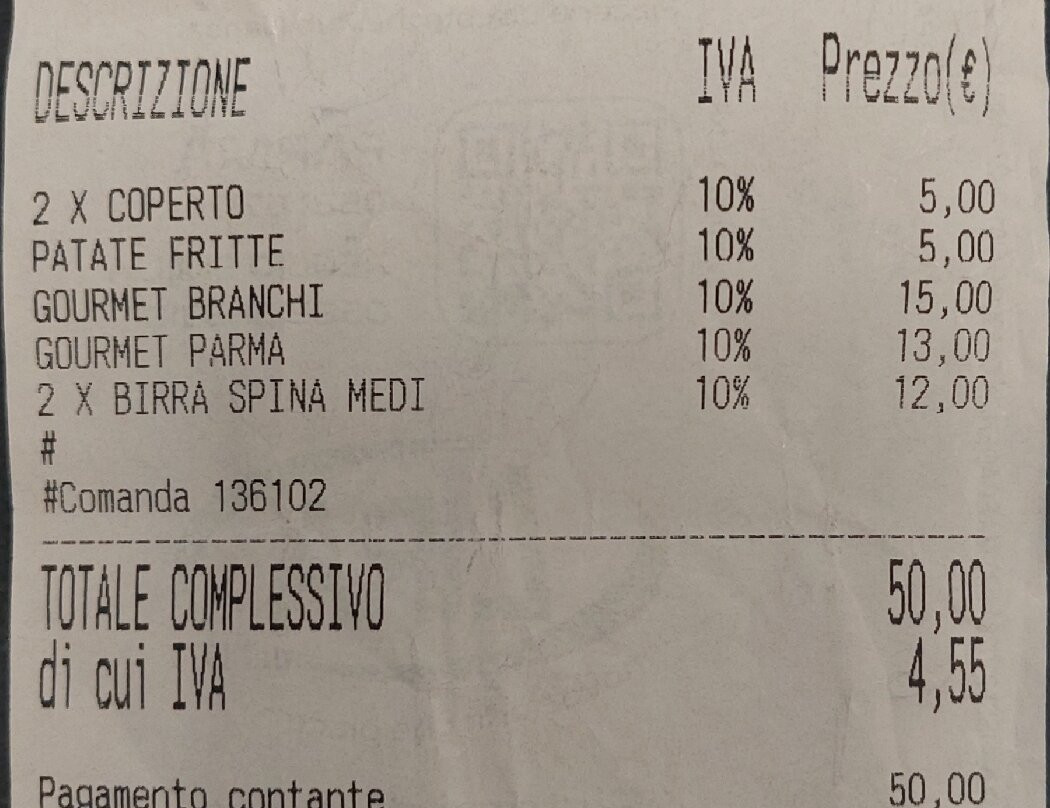 DESCRIZIONE IVA Prezzo(€)
2 X COPERTO 10% 5,00
PATATE FRITTE 10% 5,00
GOURMET BRANCHI 10% 15,00
GOURMET PARMA 10% 13,00
2 X BIRRA SPINA MEDI 10% 12,00
#
#Comanda 136102
TOTALE COMPLESSIVO 50,00
di cui IVA 4,55
Pagamento contante 50,00